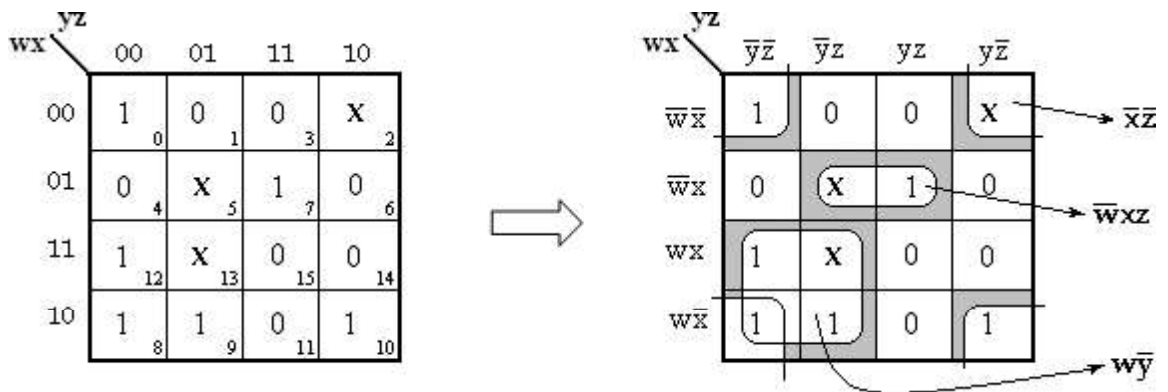 yz
wx
00 01 11 10
00 1 0 0 0 1 0 3 X 2
01 0 4 X 5 1 7 0 6
11 1 12 X 13 0 15 0 14
10 1 8 1 9 0 11 1 10
yz
wx
y̅z̅ y̅z yz yz̅
w̅x̅ 1 0 0 X x̅z̅
w̅x 0 X 1 0 w̅xz
wx 1 X 0 0
wx̅ 1 1 0 1
wy̅